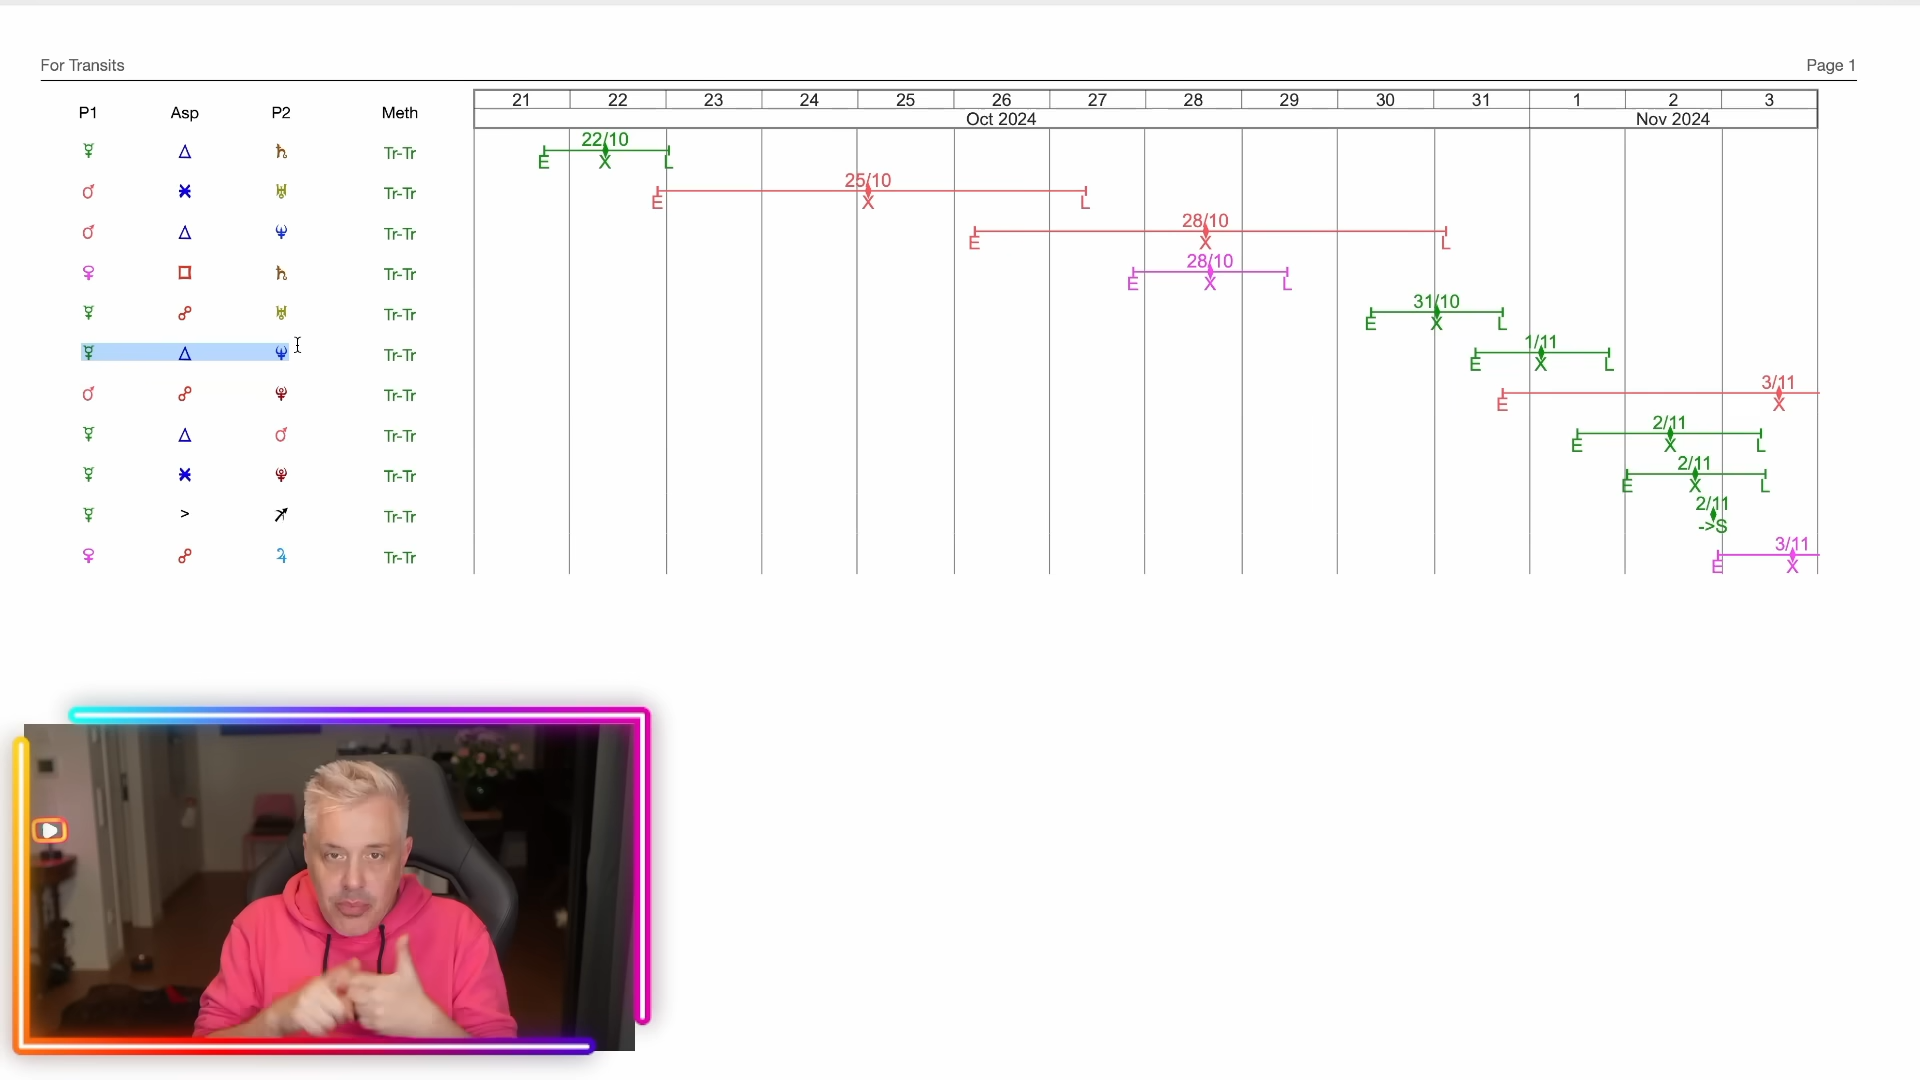 For Transits Page 1
P1 Asp P2 Meth 21 22 23 24 25 26 27 28 29 30 31 1 2 3
Oct 2024 Nov 2024
☿ △ ♄ Tr-Tr 22/10
E X L
♂ ⚹ ♅ Tr-Tr 25/10
E X L
♂ △ ♆ Tr-Tr 28/10
E X L
♀ □ ♄ Tr-Tr 28/10
E X L
☿ ☍ ♅ Tr-Tr 31/10
E X L
☿ △ ♆ Tr-Tr 1/11
E X L
♂ ☍ ♇ Tr-Tr 3/11
E X
☿ △ ♂ Tr-Tr 2/11
E X L
☿ ⚹ ♇ Tr-Tr 2/11
E X L
☿ > ♐ Tr-Tr 2/11
->S
♀ ☍ ♃ Tr-Tr 3/11
E X